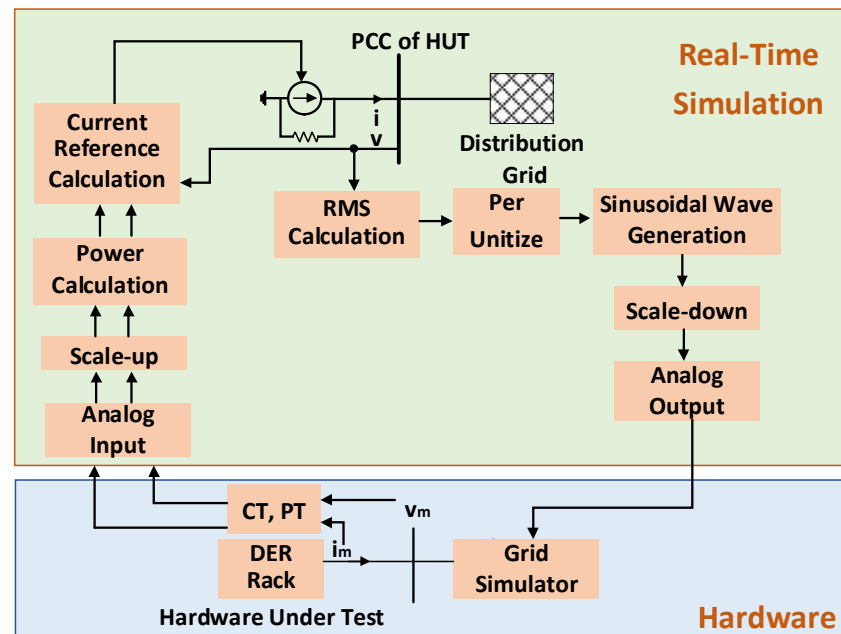 PCC of HUT
Real-Time
Simulation
Current
Reference
Calculation
i
v
Distribution
Grid
RMS
Calculation
Per
Unitize
Sinusoidal Wave
Generation
Power
Calculation
Scale-down
Scale-up
Analog
Output
Analog
Input
CT, PT
vm
im
DER
Rack
Grid
Simulator
Hardware Under Test
Hardware